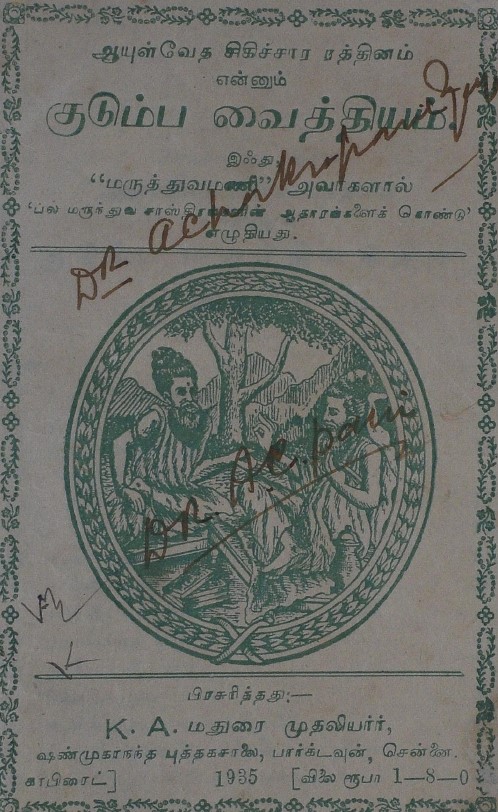 ஆயுள்வேத சிகிச்சார ரத்தினம்
என்னும்
குடும்ப வைத்தியம்.
இஃது
“மருத்துவமணி” அவர்களால்
‘பல மருந்துவ சாஸ்திரங்களின் ஆதாரங்களைக் கொண்டு’
எழுதியது.
DR
DR A.C. pani
பிரசுரித்தது:—
K. A. மதுரை முதலியார்,
ஷண்முகாநந்த புத்தகசாலை, பார்க்டவுன், சென்னை.
காபிரைட்] 1935 [விலை ரூபா 1—8—0